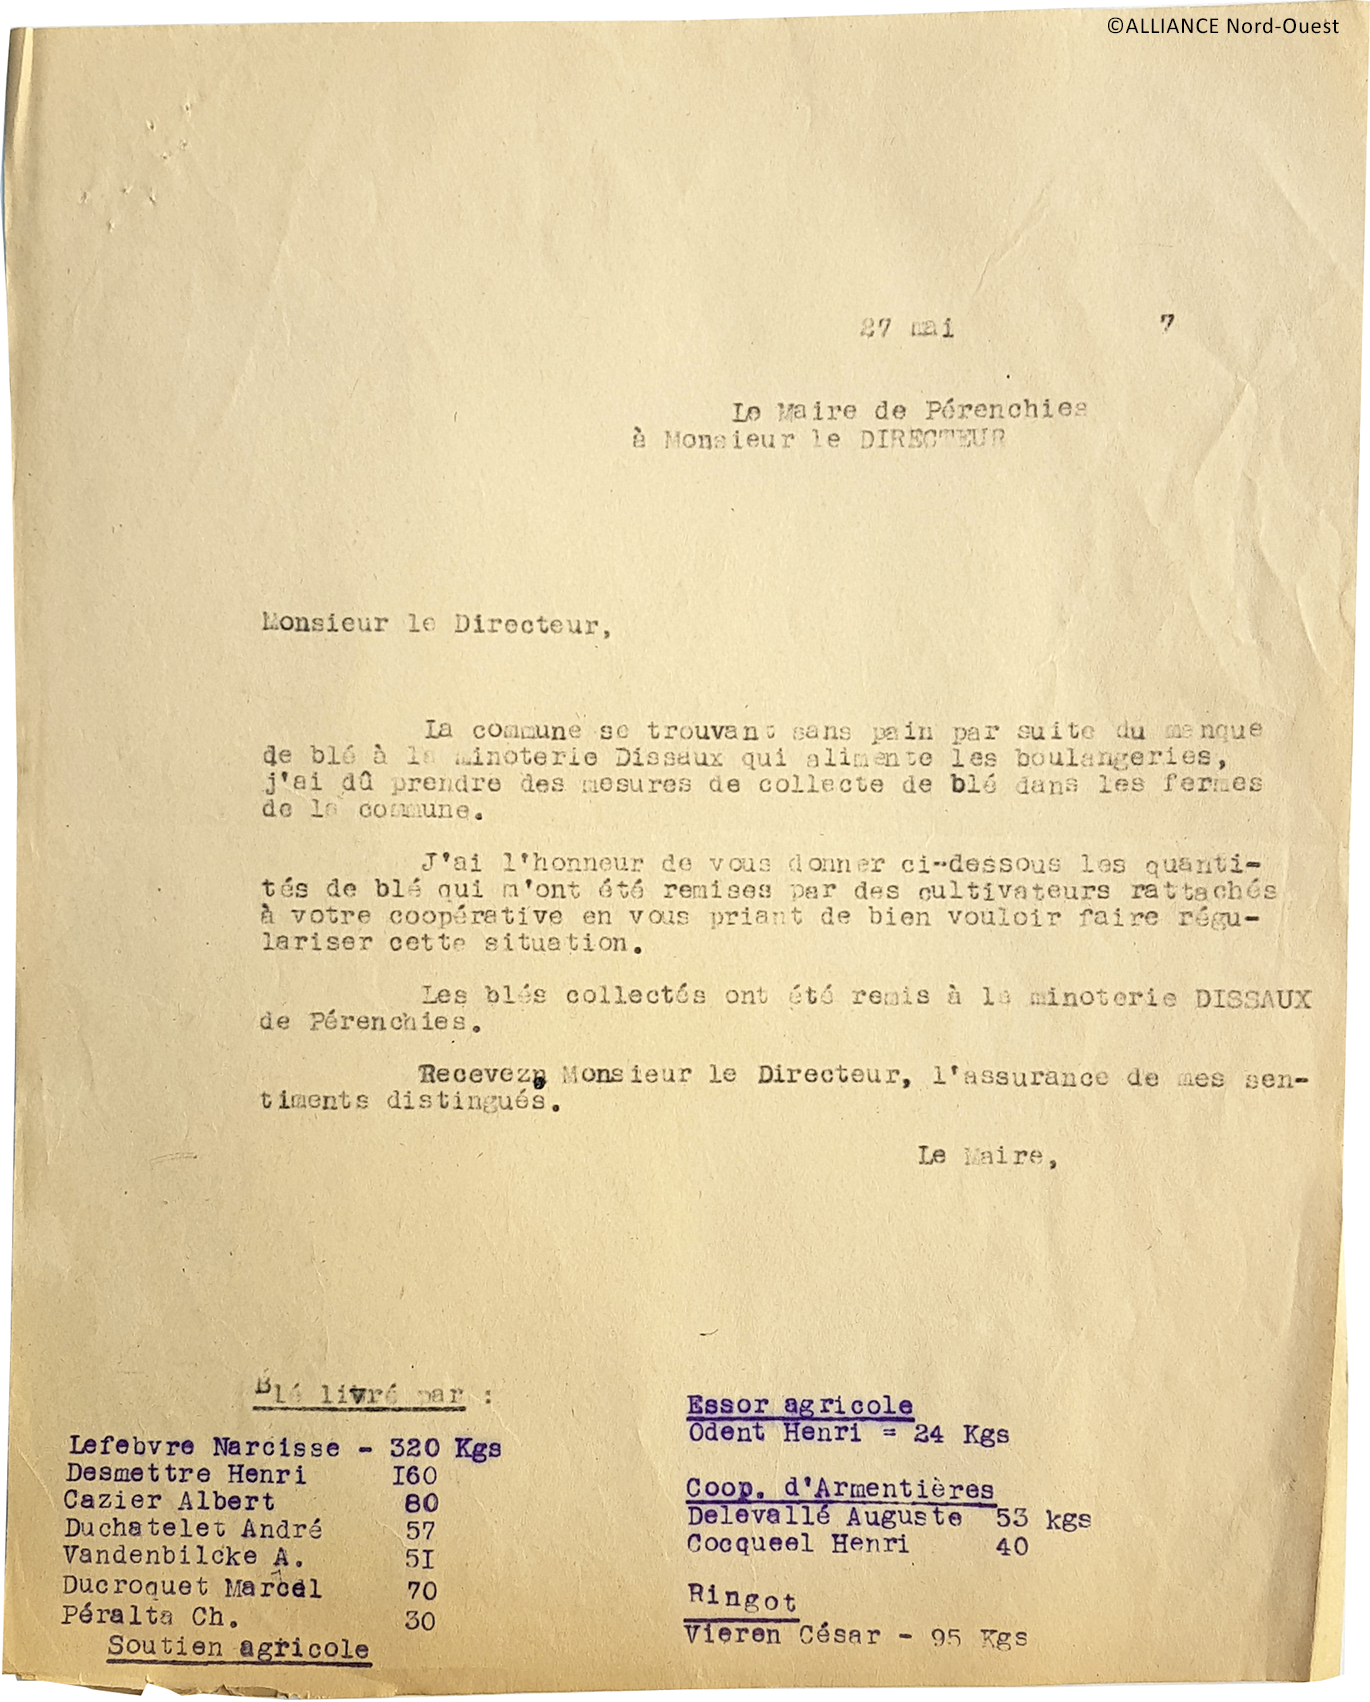 ©ALLIANCE Nord-Ouest
27 mai 7
Le Maire de Pérenchies
à Monsieur le DIRECTEUR
Monsieur le Directeur,
La commune se trouvant sans pain par suite du manque
de blé à la minoterie Dissaux qui alimente les boulangeries,
j'ai dû prendre des mesures de collecte de blé dans les fermes
de la commune.
J'ai l'honneur de vous donner ci-dessous les quanti-
tés de blé qui m'ont été remises par des cultivateurs rattachés
à votre coopérative en vous priant de bien vouloir faire régu-
lariser cette situation.
Les blés collectés ont été remis à la minoterie DISSAUX
de Pérenchies.
Recevez, Monsieur le Directeur, l'assurance de mes sen-
timents distingués.
Le Maire,
Blé livré par :
Lefebvre Narcisse - 320 Kgs
Desmettre Henri I60
Cazier Albert 80
Duchatelet André 57
Vandenbilcke A. 5I
Ducroquet Marcel 70
Péralta Ch. 30
Soutien agricole
Essor agricole
Odent Henri = 24 Kgs
Coop. d'Armentières
Delevallé Auguste 53 kgs
Cocqueel Henri 40
Ringot
Vieren César - 95 Kgs